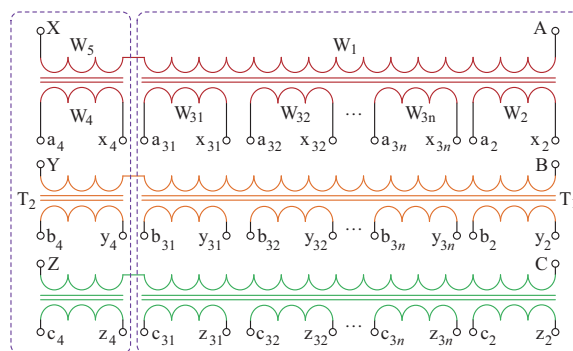 X A
W5 W1
W4 W31 W32 W3n W2
a4 x4 a31 x31 a32 x32 ... a3n x3n a2 x2
Y B
T2 T
b4 y4 b31 y31 b32 y32 ... b3n y3n b2 y2
Z C
c4 z4 c31 z31 c32 z32 ... c3n z3n c2 z2